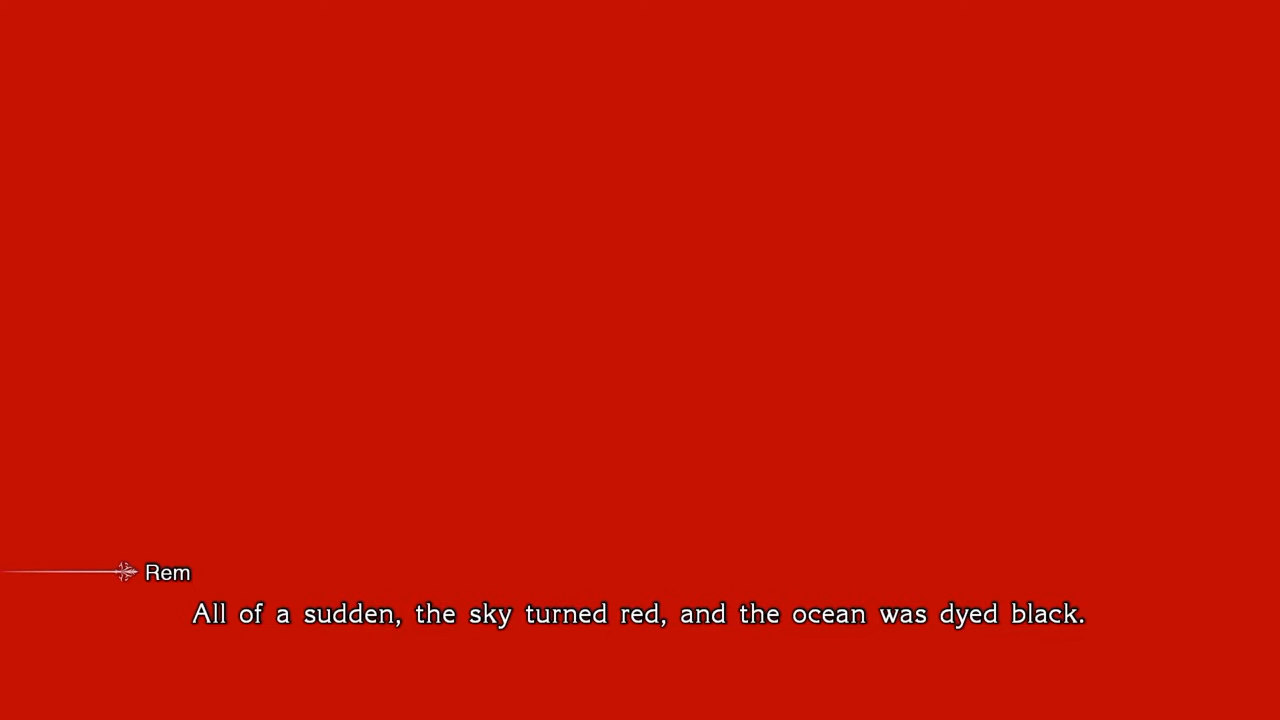 Rem
All of a sudden, the sky turned red, and the ocean was dyed black.